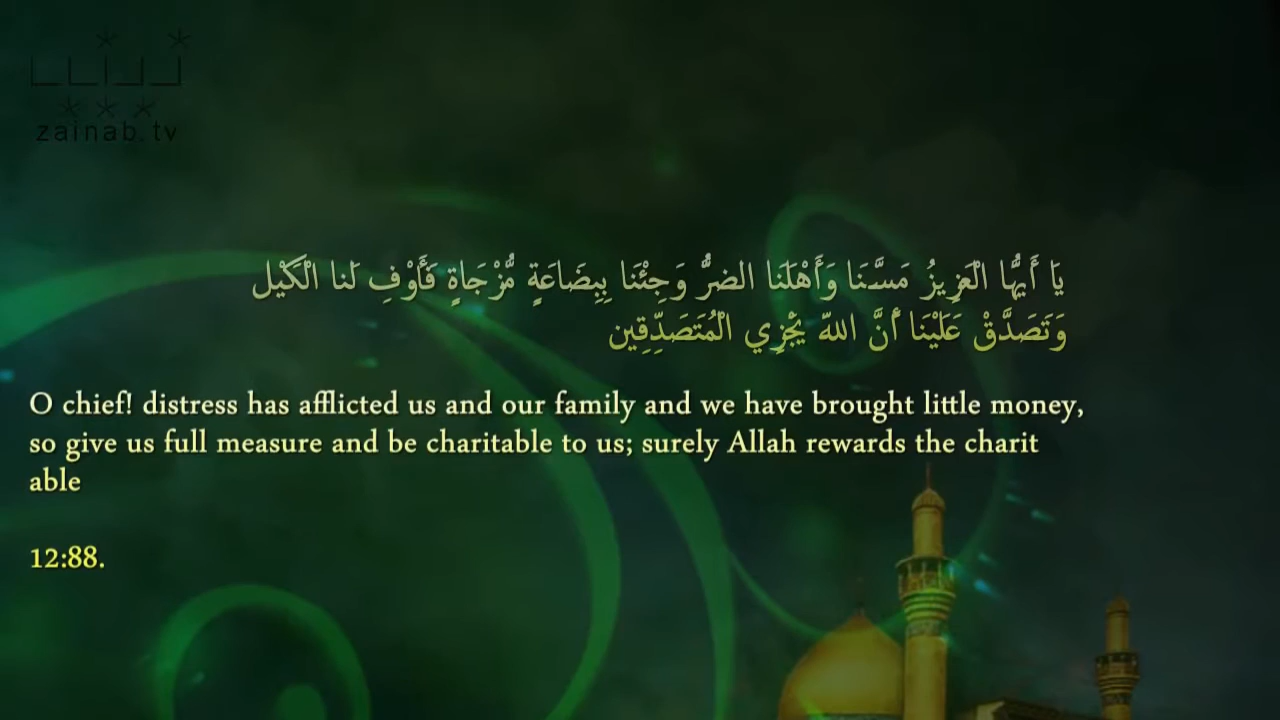 zainab.tv
يَا أَيُّهَا الْعَزِيزُ مَسَّنَا وَأَهْلَنَا الضُرُّ وَجِئْنَا بِبِضَاعَةٍ مُّزْجَاةٍ فَأَوْفِ لَنا الْكَيْل
وَتَصَدَّقْ عَلَيْنَا أَنَّ اللهَ يَجْزِي الْمُتَصَدِّقِين
O chief! distress has afflicted us and our family and we have brought little money,
so give us full measure and be charitable to us; surely Allah rewards the charit
able
12:88.